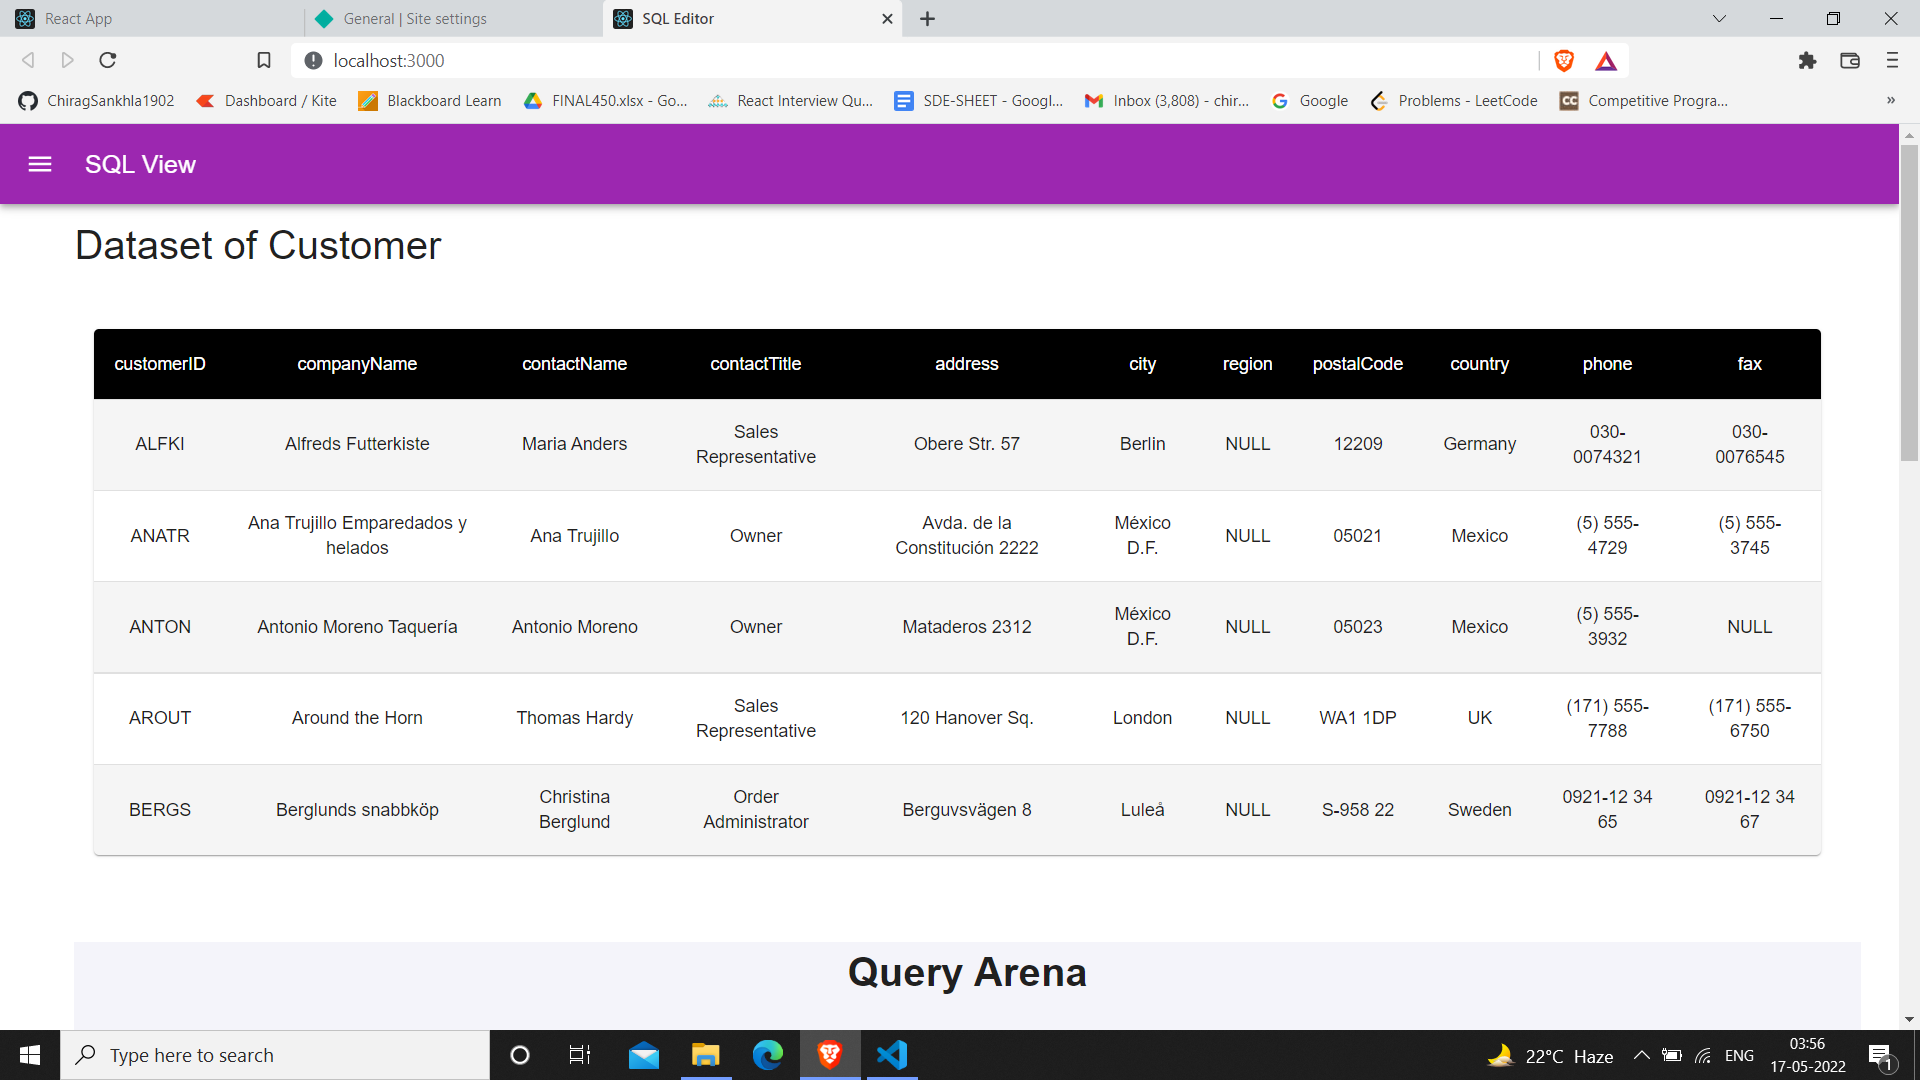 React App
General | Site settings
SQL Editor
localhost:3000
ChiragSankhla1902
Dashboard / Kite
Blackboard Learn
FINAL450.xlsx - Go...
React Interview Qu...
SDE-SHEET - Googl...
Inbox (3,808) - chir...
Google
Problems - LeetCode
CC
Competitive Progra...
»
SQL View
Dataset of Customer
customerID companyName contactName contactTitle address city region postalCode country phone fax
ALFKI Alfreds Futterkiste Maria Anders Sales Representative Obere Str. 57 Berlin NULL 12209 Germany 030-0074321 030-0076545
ANATR Ana Trujillo Emparedados y helados Ana Trujillo Owner Avda. de la Constitución 2222 México D.F. NULL 05021 Mexico (5) 555-4729 (5) 555-3745
ANTON Antonio Moreno Taquería Antonio Moreno Owner Mataderos 2312 México D.F. NULL 05023 Mexico (5) 555-3932 NULL
AROUT Around the Horn Thomas Hardy Sales Representative 120 Hanover Sq. London NULL WA1 1DP UK (171) 555-7788 (171) 555-6750
BERGS Berglunds snabbköp Christina Berglund Order Administrator Berguvsvägen 8 Luleå NULL S-958 22 Sweden 0921-12 34 65 0921-12 34 67
Query Arena
Type here to search
22°C Haze
ENG
03:56
17-05-2022
1